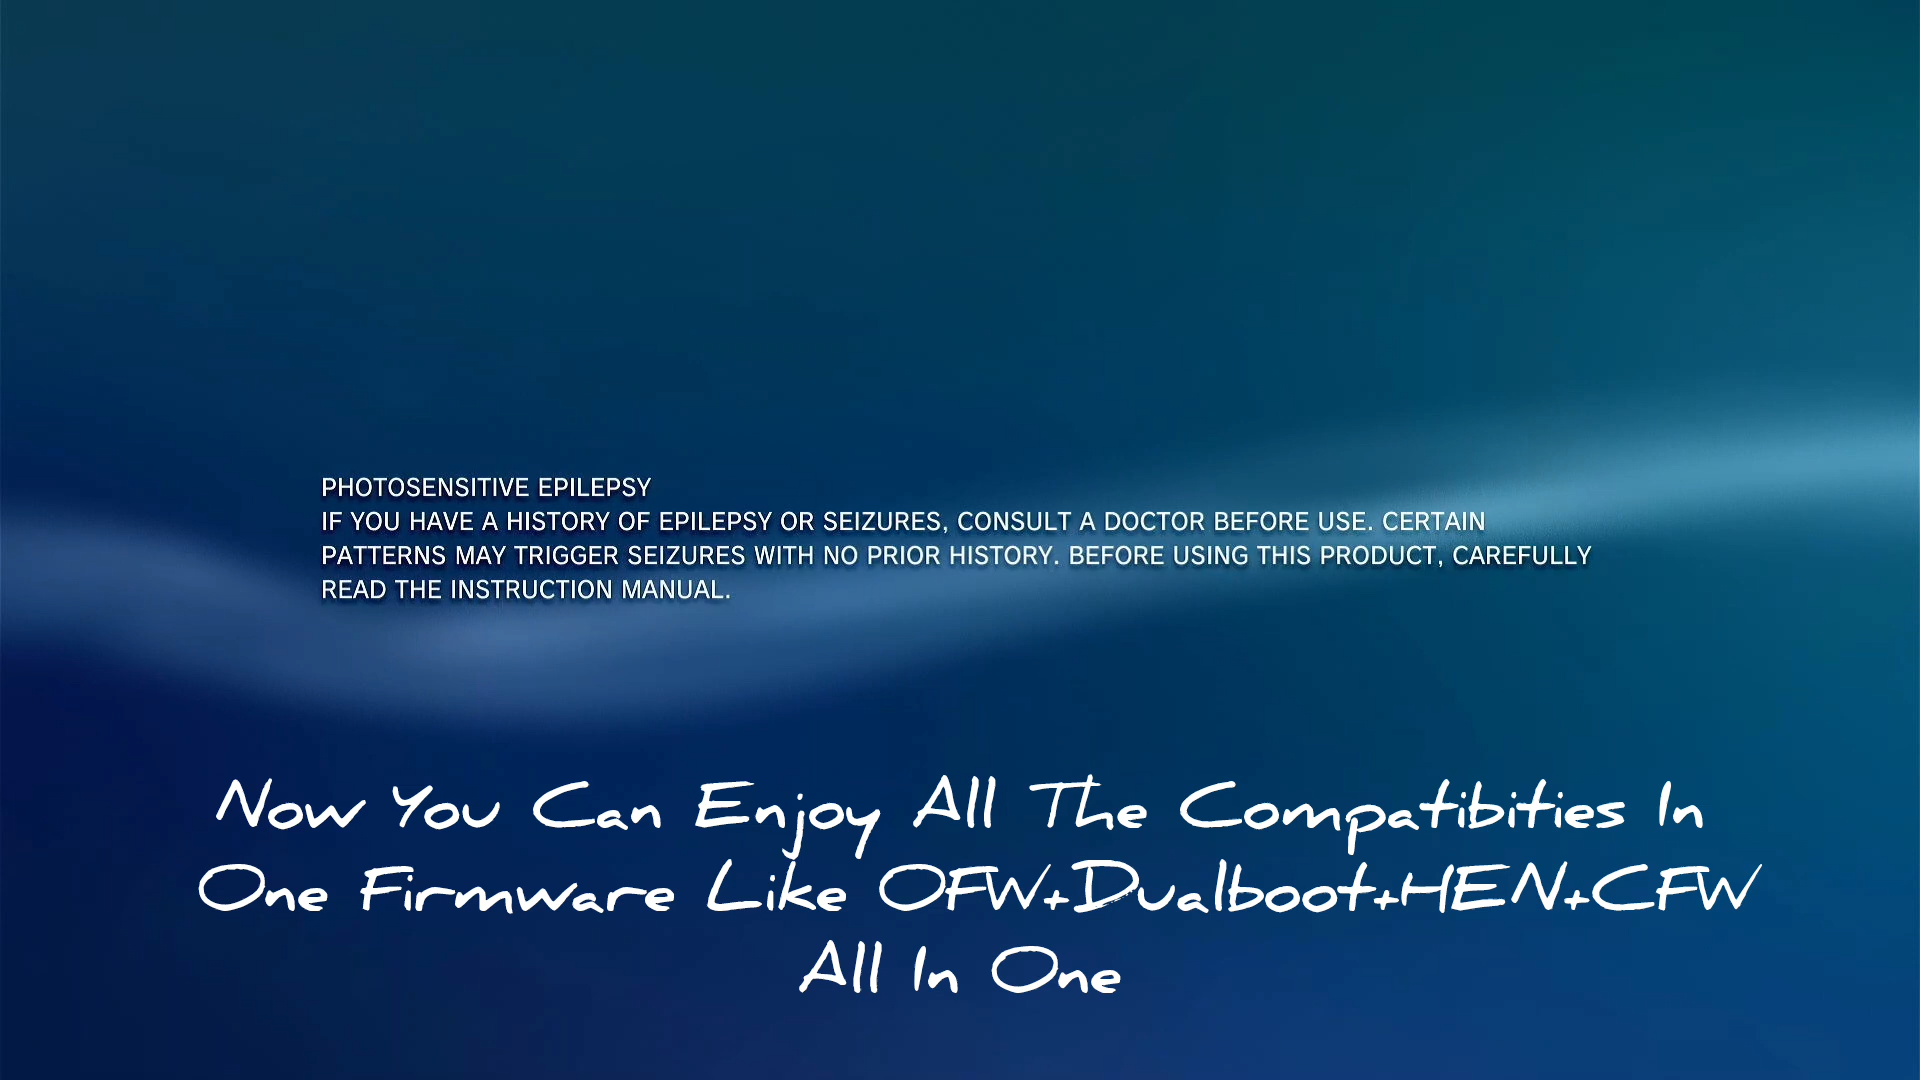 PHOTOSENSITIVE EPILEPSY
IF YOU HAVE A HISTORY OF EPILEPSY OR SEIZURES, CONSULT A DOCTOR BEFORE USE. CERTAIN
PATTERNS MAY TRIGGER SEIZURES WITH NO PRIOR HISTORY. BEFORE USING THIS PRODUCT, CAREFULLY
READ THE INSTRUCTION MANUAL.
Now You Can Enjoy All The Compatibities In
One Firmware Like OFW+Dualboot+HEN+CFW
All In One